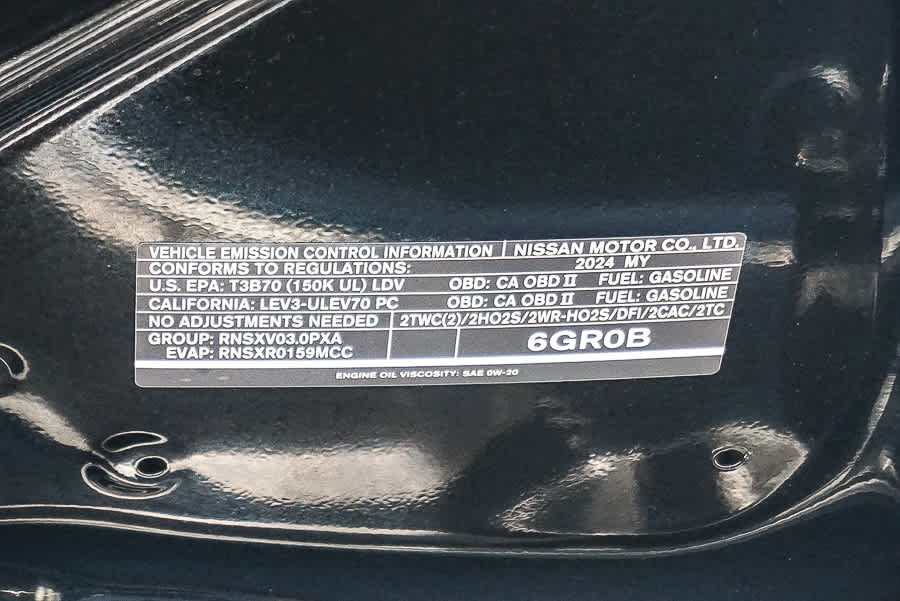 VEHICLE EMISSION CONTROL INFORMATION NISSAN MOTOR CO., LTD.
CONFORMS TO REGULATIONS: 2024 MY
U.S. EPA: T3B70 (150K UL) LDV OBD: CA OBD II FUEL: GASOLINE
CALIFORNIA: LEV3-ULEV70 PC OBD: CA OBD II FUEL: GASOLINE
NO ADJUSTMENTS NEEDED 2TWC(2)/2HO2S/2WR-HO2S/DFI/2CAC/2TC
GROUP: RNSXV03.0PXA
EVAP: RNSXR0159MCC
6GR0B
ENGINE OIL VISCOSITY: SAE 0W-20